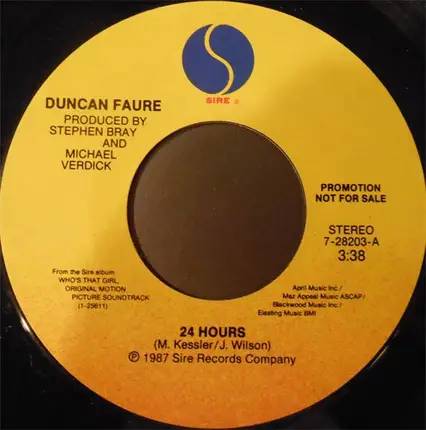 SIRE ®
DUNCAN FAURE
PRODUCED BY
STEPHEN BRAY
AND
MICHAEL
VERDICK
PROMOTION
NOT FOR SALE
STEREO
7-28203-A
3:38
From the Sire album
WHO'S THAT GIRL,
ORIGINAL MOTION
PICTURE SOUNDTRACK
(1-25611)
April Music Inc./
Maz Appeal Music ASCAP/
Blackwood Music Inc./
Eleating Music BMI
24 HOURS
(M. Kessler/J. Wilson)
℗ 1987 Sire Records Company